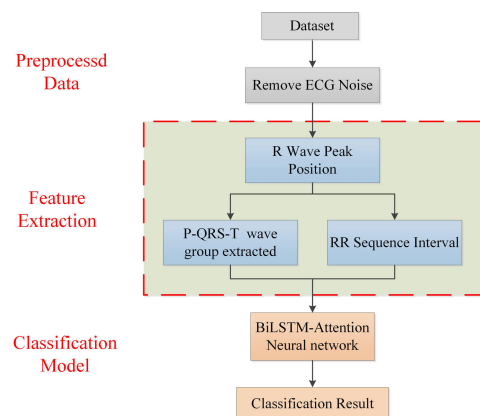 Dataset
Preprocessd
Data
Remove ECG Noise
R Wave Peak
Position
Feature
Extraction
P-QRS-T wave
group extracted
RR Sequence Interval
BiLSTM-Attention
Neural network
Classification
Model
Classification Result